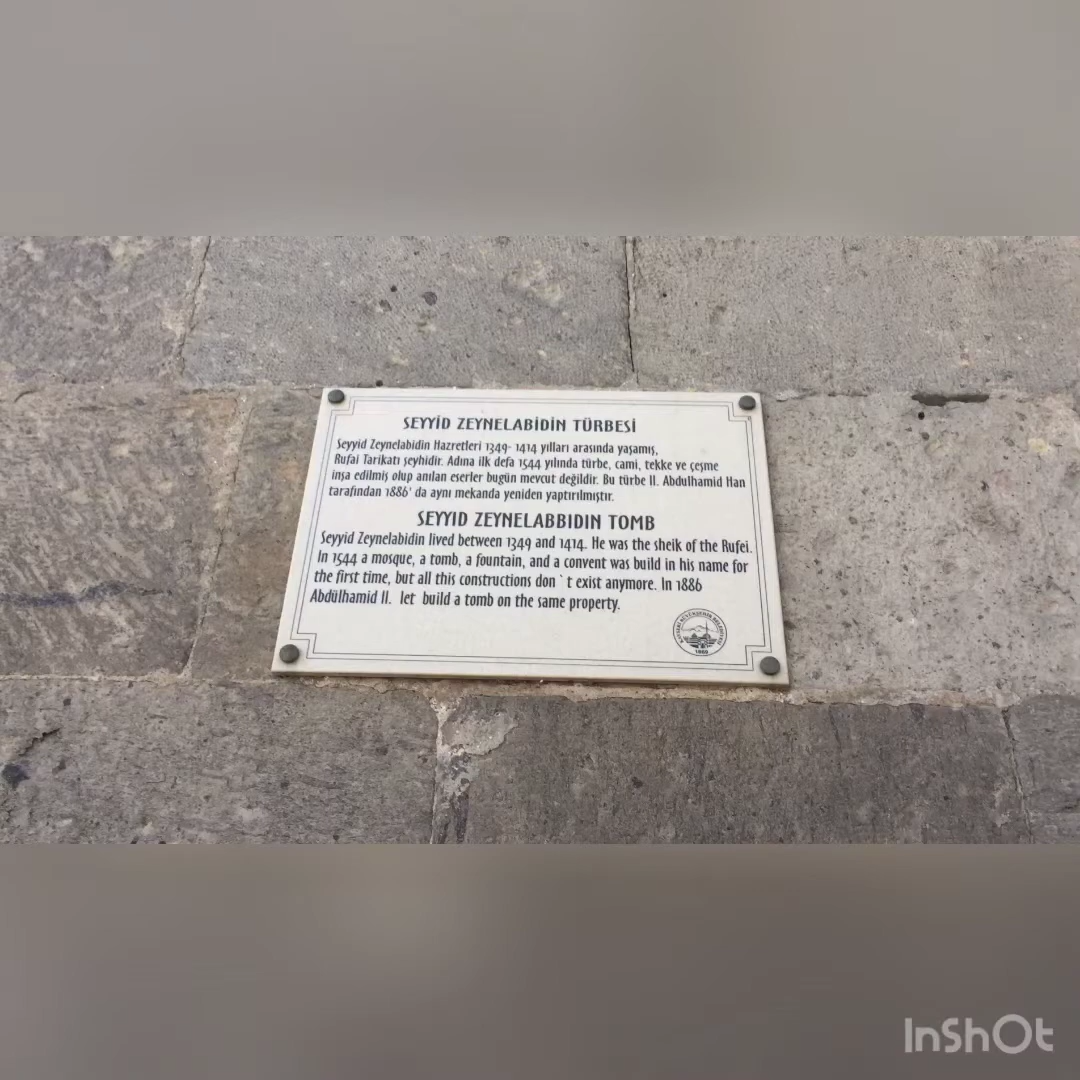 SEYYİD ZEYNELABİDİN TÜRBESİ
Seyyid Zeynelabidin Hazretleri 1349- 1414 yılları arasında yaşamış,
Rufai Tarikatı şeyhidir. Adına ilk defa 1544 yılında türbe, cami, tekke ve çeşme
inşa edilmiş olup anılan eserler bugün mevcut değildir. Bu türbe II. Abdulhamid Han
tarafından 1886' da aynı mekanda yeniden yaptırılmıştır.
SEYYID ZEYNELABBIDIN TOMB
Seyyid Zeynelabidin lived between 1349 and 1414. He was the sheik of the Rufei.
In 1544 a mosque, a tomb, a fountain, and a convent was build in his name for
the first time, but all this constructions don`t exist anymore. In 1886
Abdülhamid II. let build a tomb on the same property.
KAYSERİ BÜYÜKŞEHİR BELEDİYESİ
InShOt